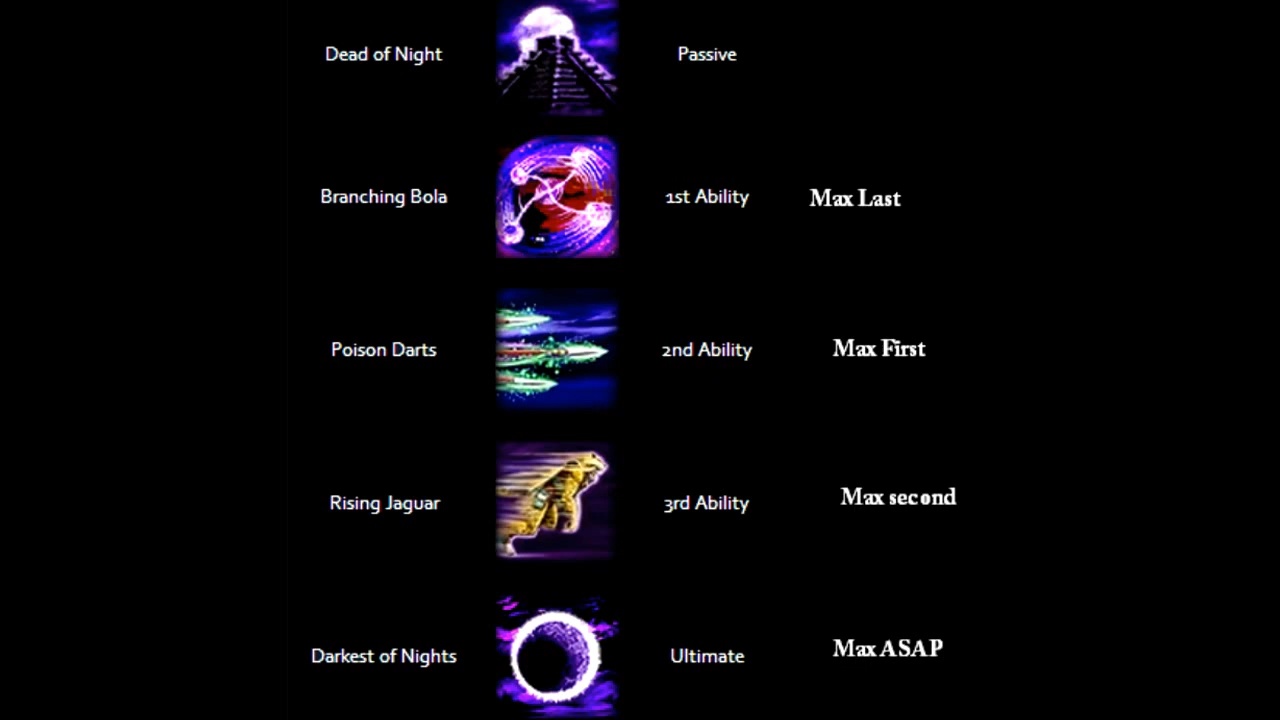 Dead of Night Passive
Branching Bola 1st Ability Max Last
Poison Darts 2nd Ability Max First
Rising Jaguar 3rd Ability Max second
Darkest of Nights Ultimate Max ASAP